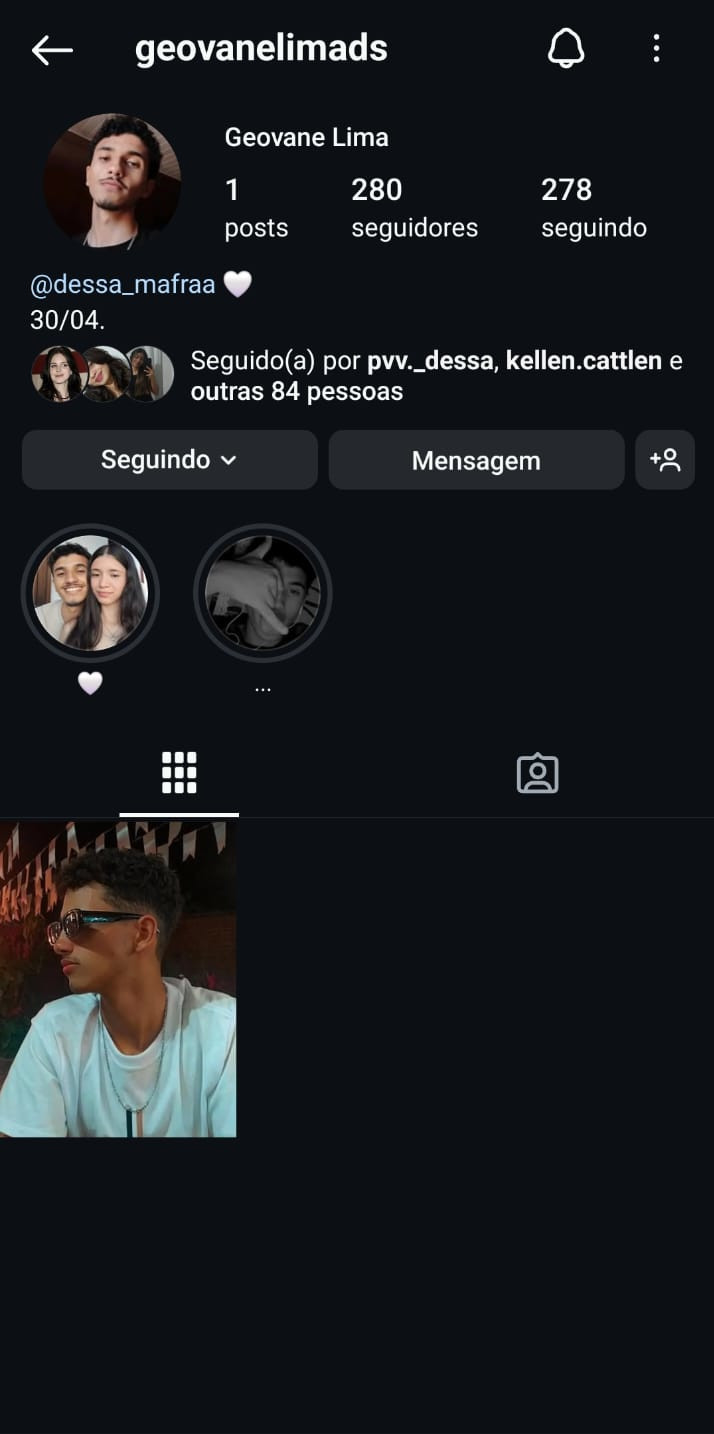 geovanelimads
Geovane Lima
1 280 278
posts seguidores seguindo
@dessa_mafraa 🤍
30/04.
Seguido(a) por pvv._dessa, kellen.cattlen e
outras 84 pessoas
Seguindo Mensagem
🤍 ...